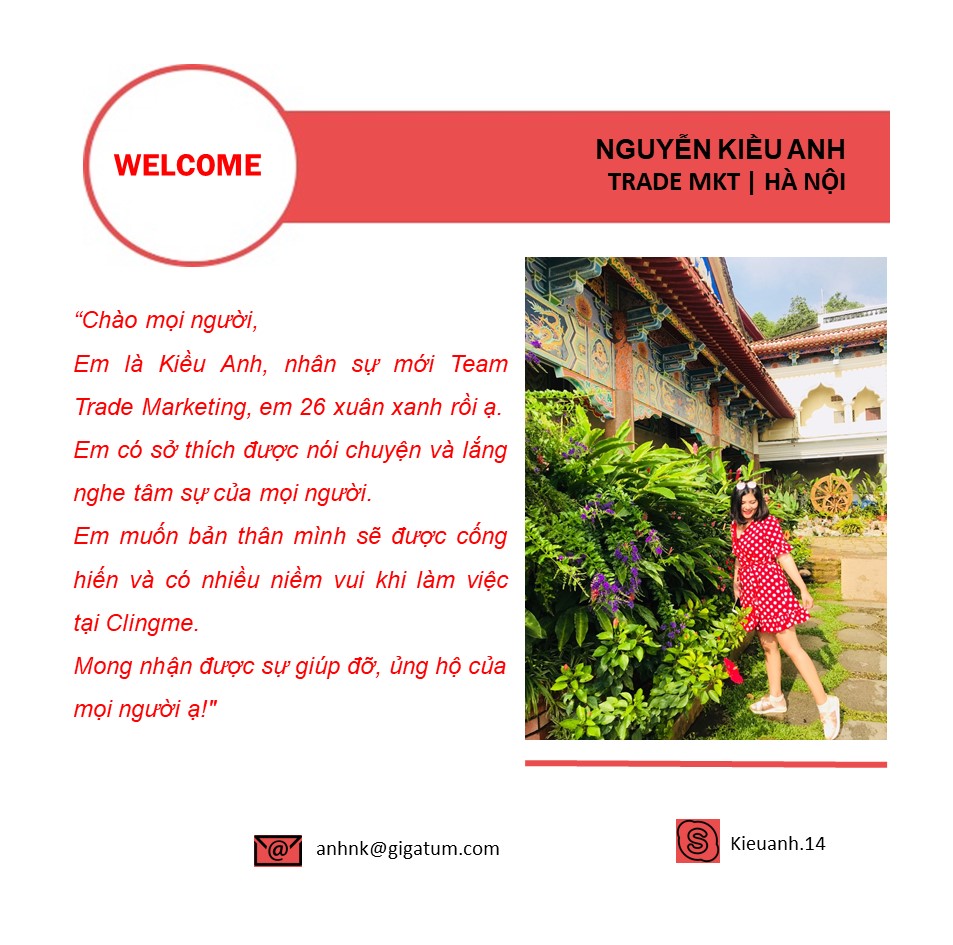 WELCOME
NGUYỄN KIỀU ANH
TRADE MKT | HÀ NỘI
“Chào mọi người,
Em là Kiều Anh, nhân sự mới Team
Trade Marketing, em 26 xuân xanh rồi ạ.
Em có sở thích được nói chuyện và lắng
nghe tâm sự của mọi người.
Em muốn bản thân mình sẽ được cống
hiến và có nhiều niềm vui khi làm việc
tại Clingme.
Mong nhận được sự giúp đỡ, ủng hộ của
mọi người ạ!"
@ anhnk@gigatum.com
S Kieuanh.14